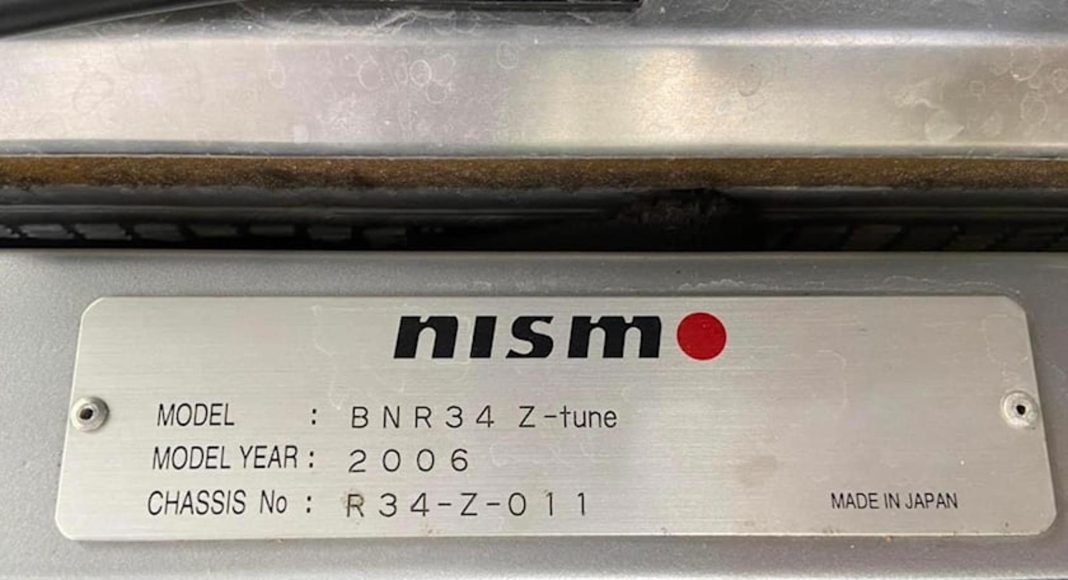 nismo
MODEL : BNR34 Z-tune
MODEL YEAR : 2006
CHASSIS No : R34-Z-011
MADE IN JAPAN